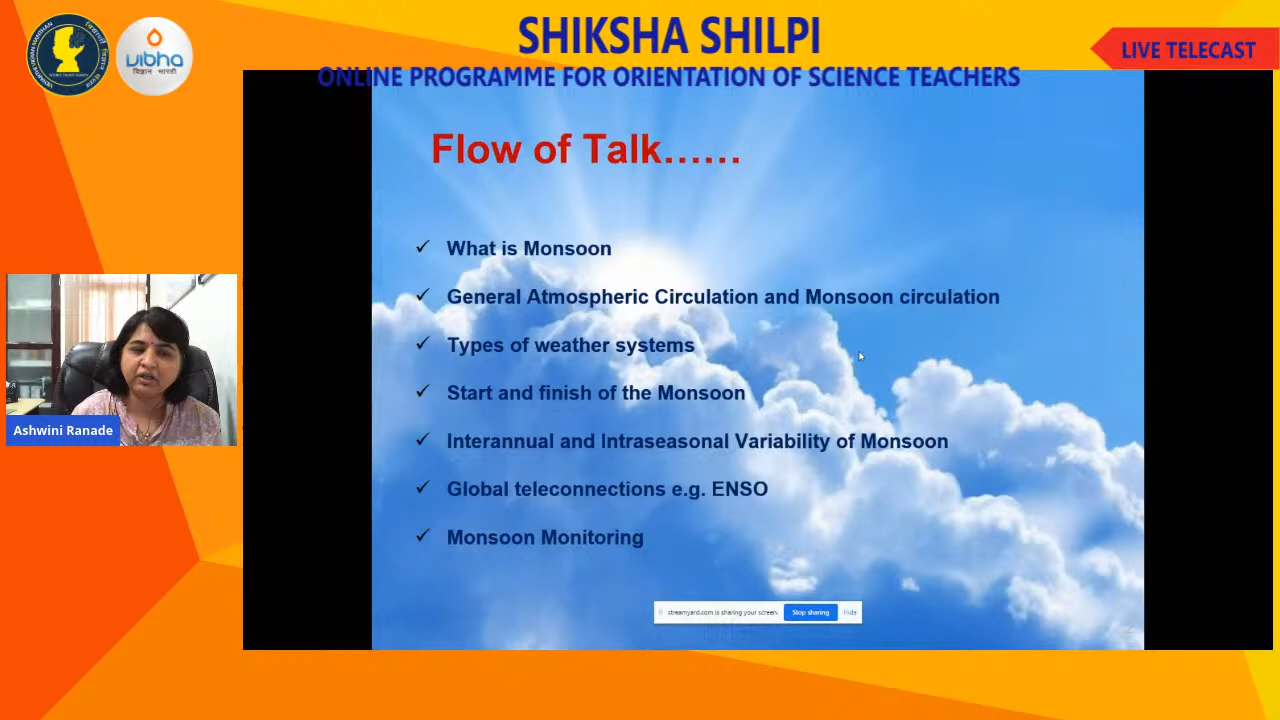 SHIKSHA SHILPI
LIVE TELECAST
ONLINE PROGRAMME FOR ORIENTATION OF SCIENCE TEACHERS
vibha
विज्ञान भारती
Flow of Talk......
What is Monsoon
General Atmospheric Circulation and Monsoon circulation
Types of weather systems
Start and finish of the Monsoon
Interannual and Intraseasonal Variability of Monsoon
Global teleconnections e.g. ENSO
Monsoon Monitoring
Ashwini Ranade
streamyard.com is sharing your screen.
Stop sharing
Hide